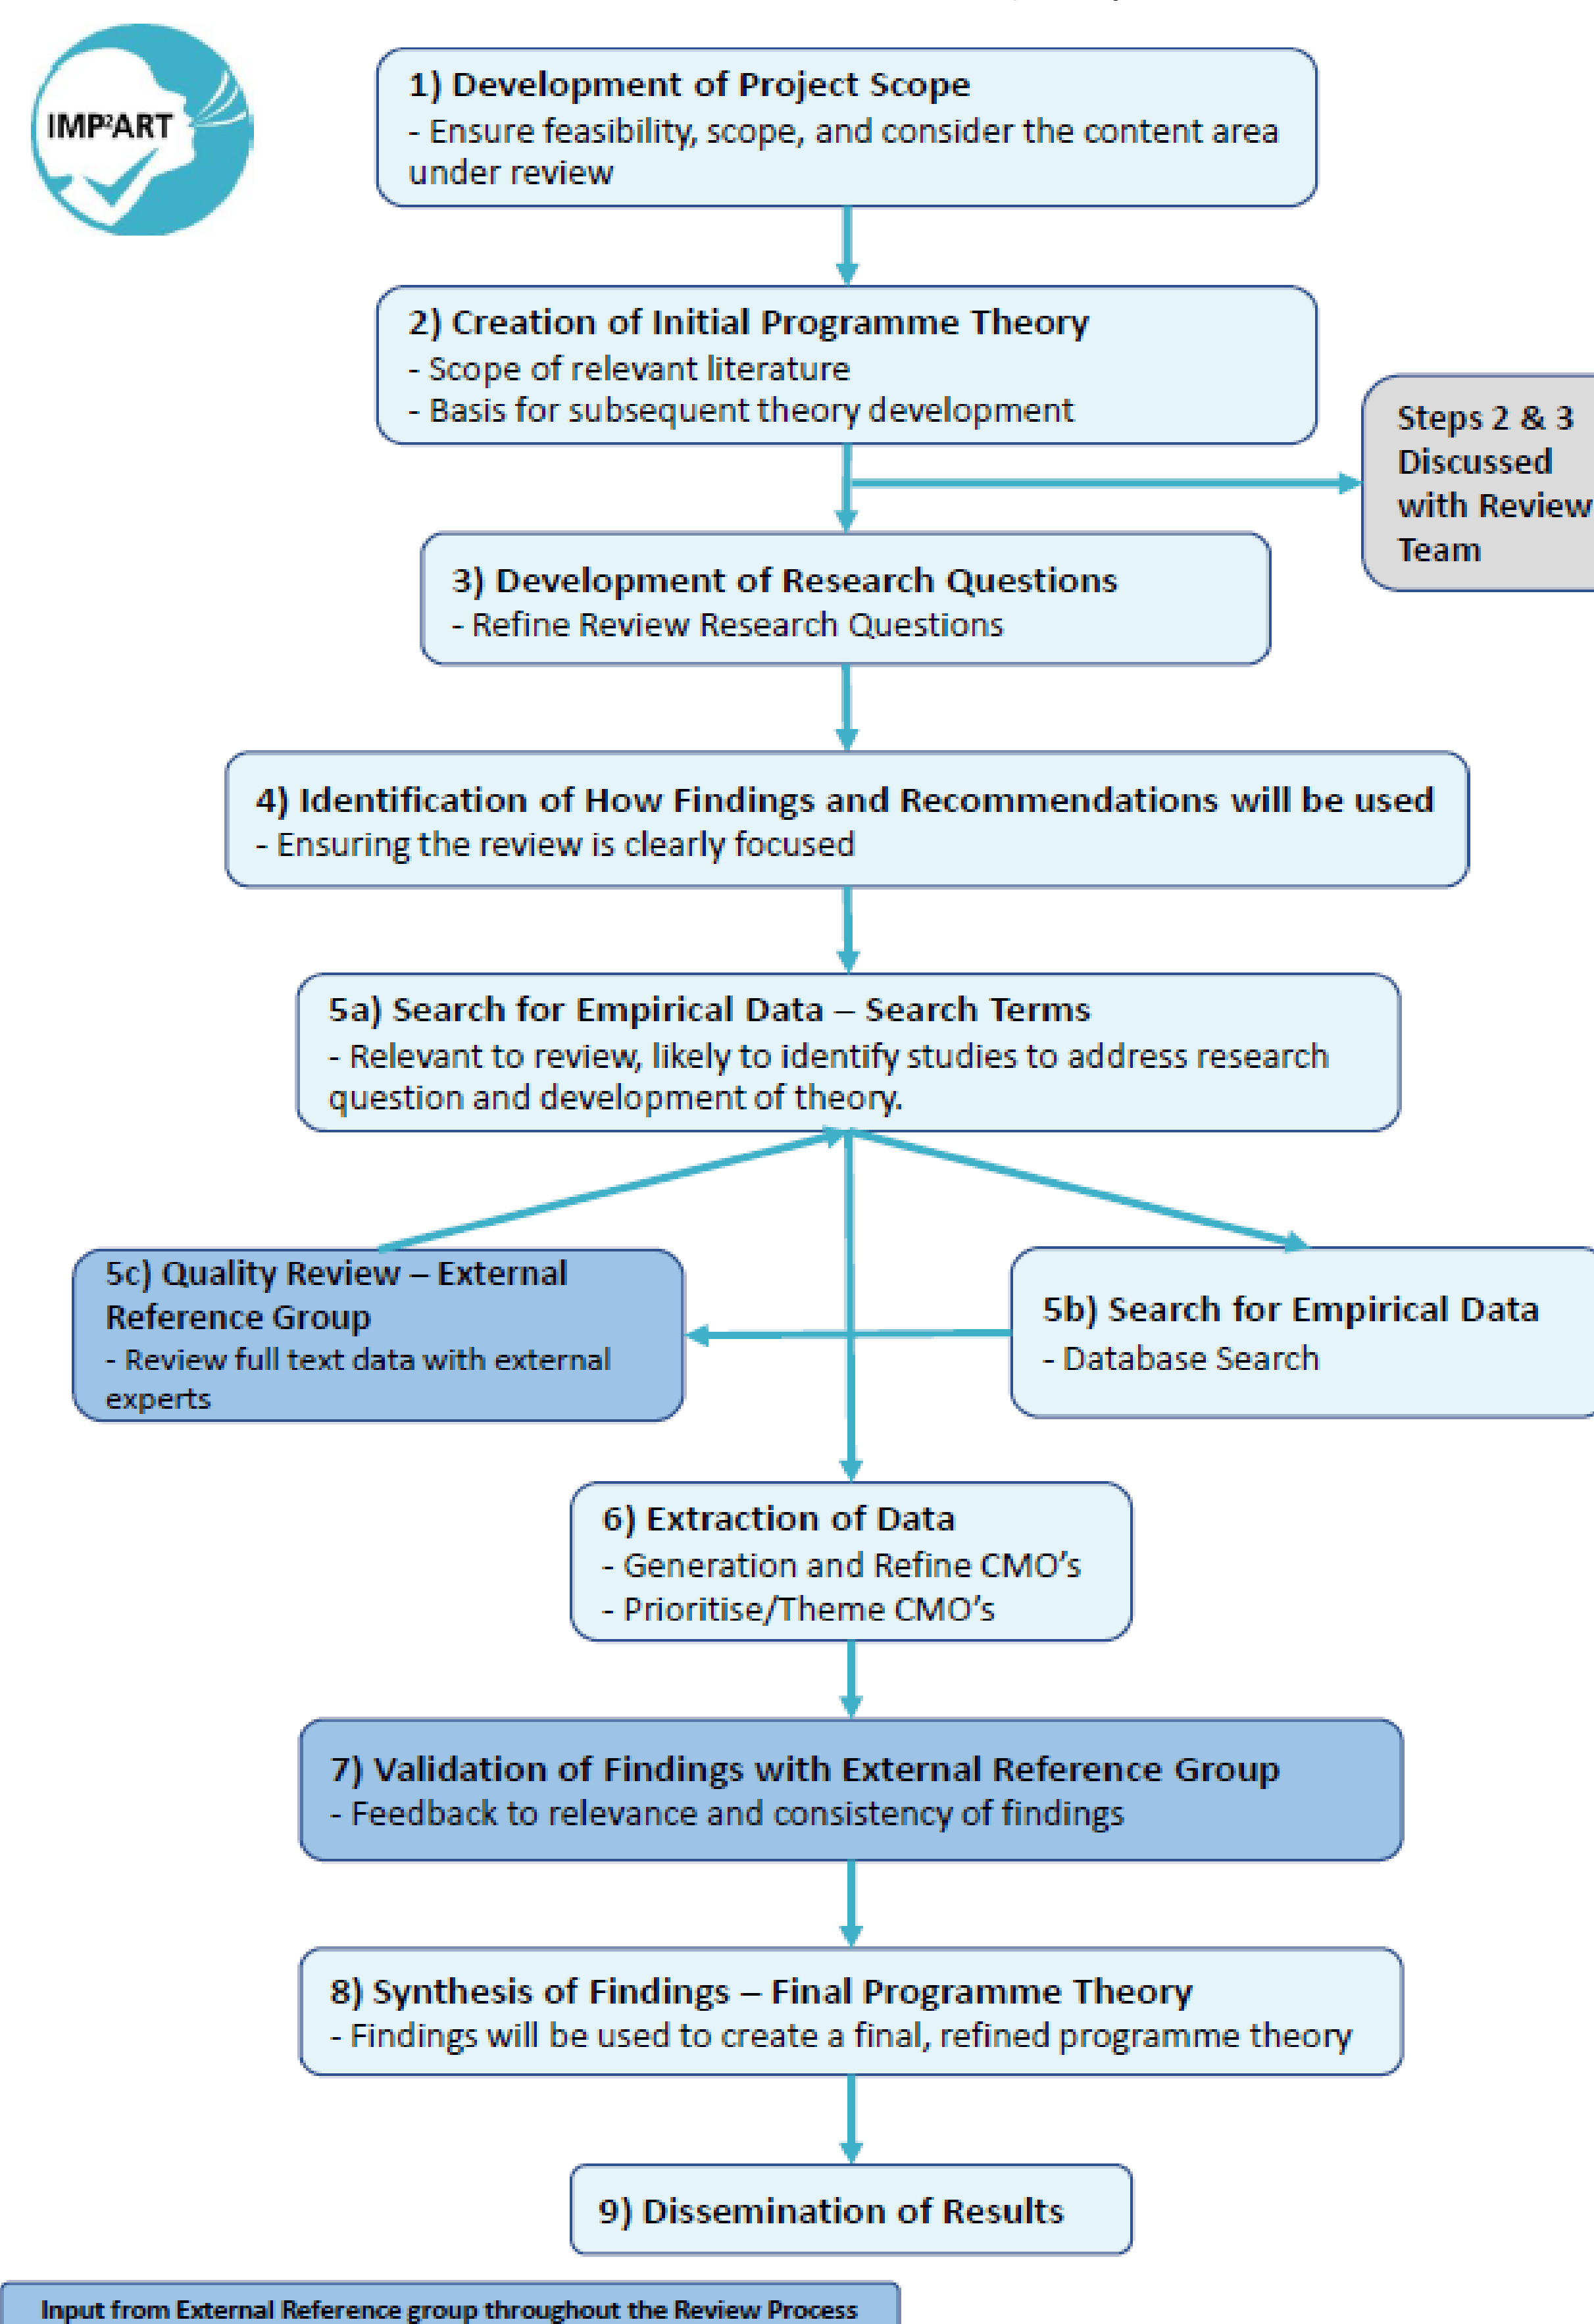 IMP²ART
1) Development of Project Scope
- Ensure feasibility, scope, and consider the content area
under review
2) Creation of Initial Programme Theory
- Scope of relevant literature
- Basis for subsequent theory development
Steps 2 & 3
Discussed
with Review
Team
3) Development of Research Questions
- Refine Review Research Questions
4) Identification of How Findings and Recommendations will be used
- Ensuring the review is clearly focused
5a) Search for Empirical Data – Search Terms
- Relevant to review, likely to identify studies to address research
question and development of theory.
5c) Quality Review – External
Reference Group
- Review full text data with external
experts
5b) Search for Empirical Data
- Database Search
6) Extraction of Data
- Generation and Refine CMO’s
- Prioritise/Theme CMO’s
7) Validation of Findings with External Reference Group
- Feedback to relevance and consistency of findings
8) Synthesis of Findings – Final Programme Theory
- Findings will be used to create a final, refined programme theory
9) Dissemination of Results
Input from External Reference group throughout the Review Process